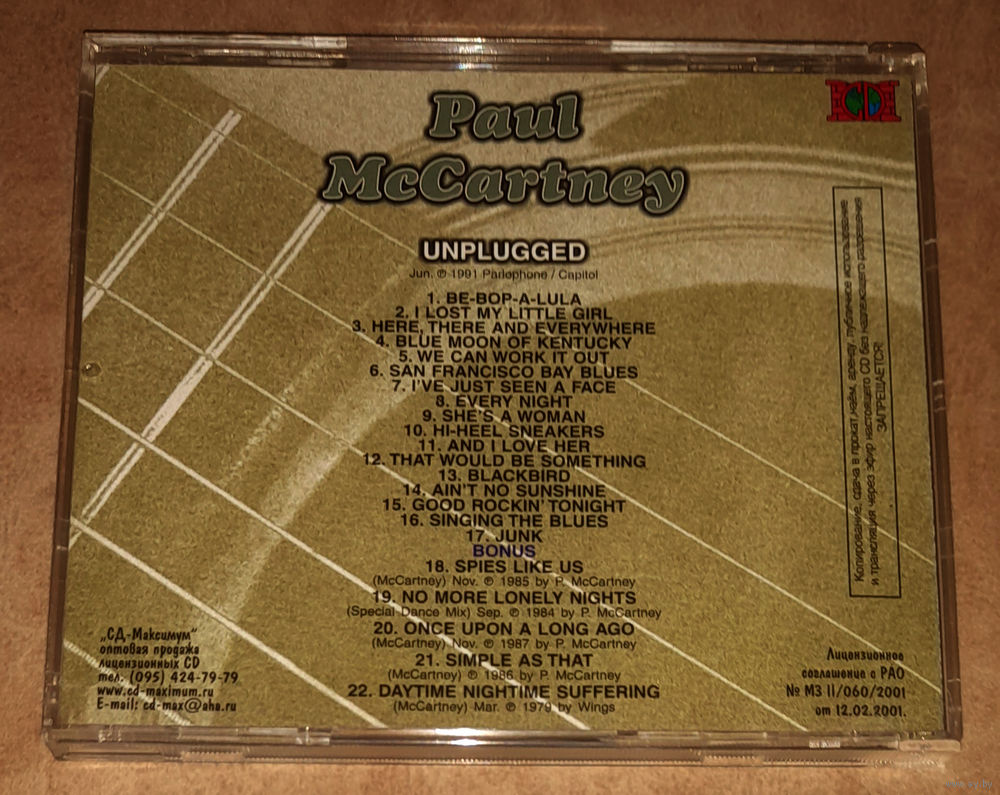 Paul
McCartney
UNPLUGGED
Jun. ℗ 1991 Parlophone / Capitol
1. BE-BOP-A-LULA
2. I LOST MY LITTLE GIRL
3. HERE, THERE AND EVERYWHERE
4. BLUE MOON OF KENTUCKY
5. WE CAN WORK IT OUT
6. SAN FRANCISCO BAY BLUES
7. I'VE JUST SEEN A FACE
8. EVERY NIGHT
9. SHE'S A WOMAN
10. HI-HEEL SNEAKERS
11. AND I LOVE HER
12. THAT WOULD BE SOMETHING
13. BLACKBIRD
14. AIN'T NO SUNSHINE
15. GOOD ROCKIN' TONIGHT
16. SINGING THE BLUES
17. JUNK
BONUS
18. SPIES LIKE US
(McCartney) Nov. ℗ 1985 by P. McCartney
19. NO MORE LONELY NIGHTS
(Special Dance Mix) Sep. ℗ 1984 by P. McCartney
20. ONCE UPON A LONG AGO
(McCartney) Nov. ℗ 1987 by P. McCartney
21. SIMPLE AS THAT
(McCartney) ℗ 1986 by P. McCartney
22. DAYTIME NIGHTIME SUFFERING
(McCartney) Mar. ℗ 1979 by Wings
„СД-Максимум"
оптовая продажа
лицензионных CD
тел: (095) 424-79-79
www.cd-maximum.ru
E-mail: cd-max@aha.ru
Копирование, сдача в прокат, наём, аренду, публичное использование
и трансляция через эфир настоящего CD без надлежащего разрешения
ЗАПРЕЩАЕТСЯ!
Лицензионное
соглашение с РАО
№ МЗ II/060/2001
от 12.02.2001.